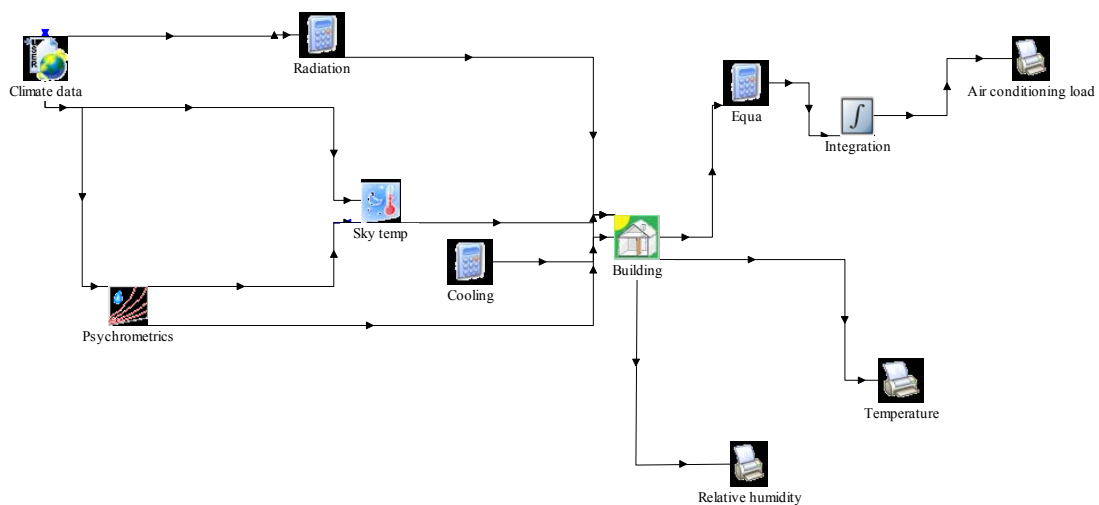 Climate data
Radiation
Equa
Integration
Air conditioning load
Sky temp
Cooling
Building
Psychrometrics
Temperature
Relative humidity